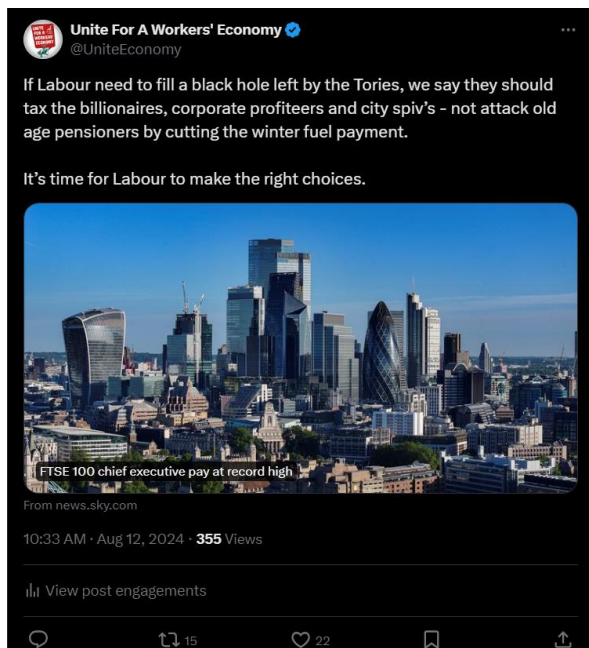 Unite For A Workers' Economy
@UniteEconomy
If Labour need to fill a black hole left by the Tories, we say they should
tax the billionaires, corporate profiteers and city spiv's - not attack old
age pensioners by cutting the winter fuel payment.
It's time for Labour to make the right choices.
FTSE 100 chief executive pay at record high
From news.sky.com
10:33 AM · Aug 12, 2024 · 355 Views
View post engagements
15 22